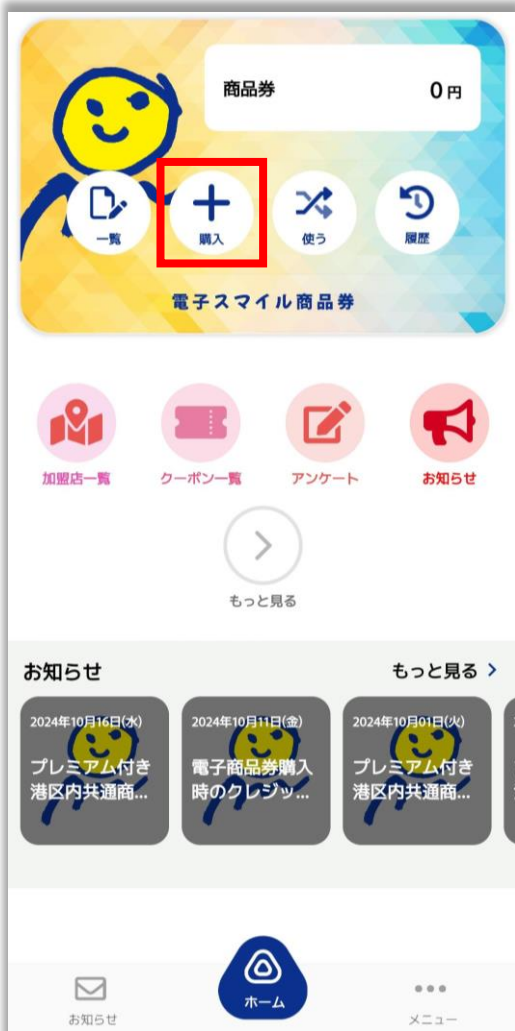 商品券 0円
一覧 購入 使う 履歴
電子スマイル商品券
加盟店一覧 クーポン一覧 アンケート お知らせ
もっと見る
お知らせ もっと見る
2024年10月16日(水)
プレミアム付き
港区内共通商...
2024年10月11日(金)
電子商品券購入
時のクレジッ...
2024年10月01日(火)
プレミアム付き
港区内共通商...
お知らせ ホーム メニュー